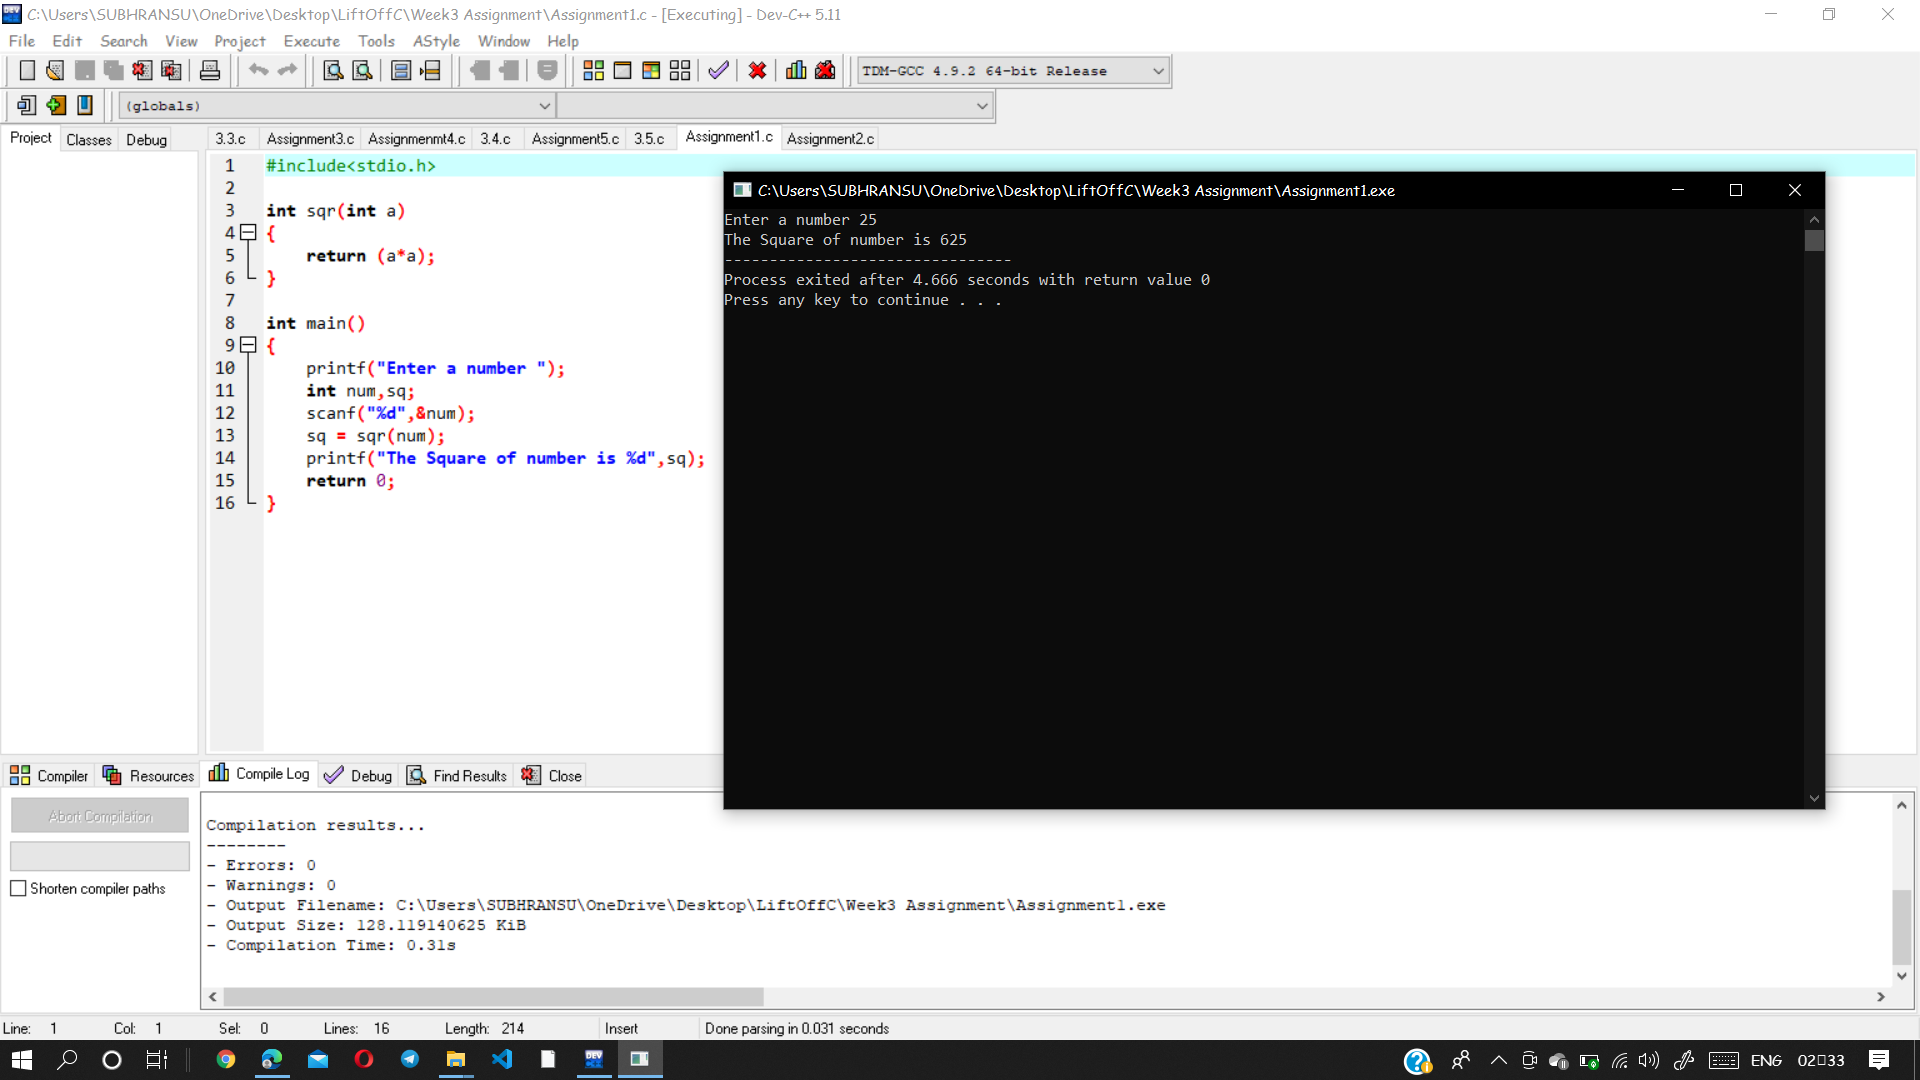 C:\Users\SUBHRANSU\OneDrive\Desktop\LiftOffC\Week3 Assignment\Assignment1.c - [Executing] - Dev-C++ 5.11
File Edit Search View Project Execute Tools AStyle Window Help
TDM-GCC 4.9.2 64-bit Release
(globals)
Project Classes Debug
3.3.c Assignment3.c Assignmenmt4.c 3.4.c Assignment5.c 3.5.c Assignment1.c Assignment2.c
1 #include<stdio.h>
2
3 int sqr(int a)
4 {
5 return (a*a);
6 }
7
8 int main()
9 {
10 printf("Enter a number ");
11 int num,sq;
12 scanf("%d",&num);
13 sq = sqr(num);
14 printf("The Square of number is %d",sq);
15 return 0;
16 }
C:\Users\SUBHRANSU\OneDrive\Desktop\LiftOffC\Week3 Assignment\Assignment1.exe
Enter a number 25
The Square of number is 625
--------------------------------
Process exited after 4.666 seconds with return value 0
Press any key to continue . . .
Compiler Resources Compile Log Debug Find Results Close
Abort Compilation
Shorten compiler paths
Compilation results...
--------
- Errors: 0
- Warnings: 0
- Output Filename: C:\Users\SUBHRANSU\OneDrive\Desktop\LiftOffC\Week3 Assignment\Assignment1.exe
- Output Size: 128.119140625 KiB
- Compilation Time: 0.31s
Line: 1 Col: 1 Sel: 0 Lines: 16 Length: 214 Insert Done parsing in 0.031 seconds
DEV
ENG 02▯33